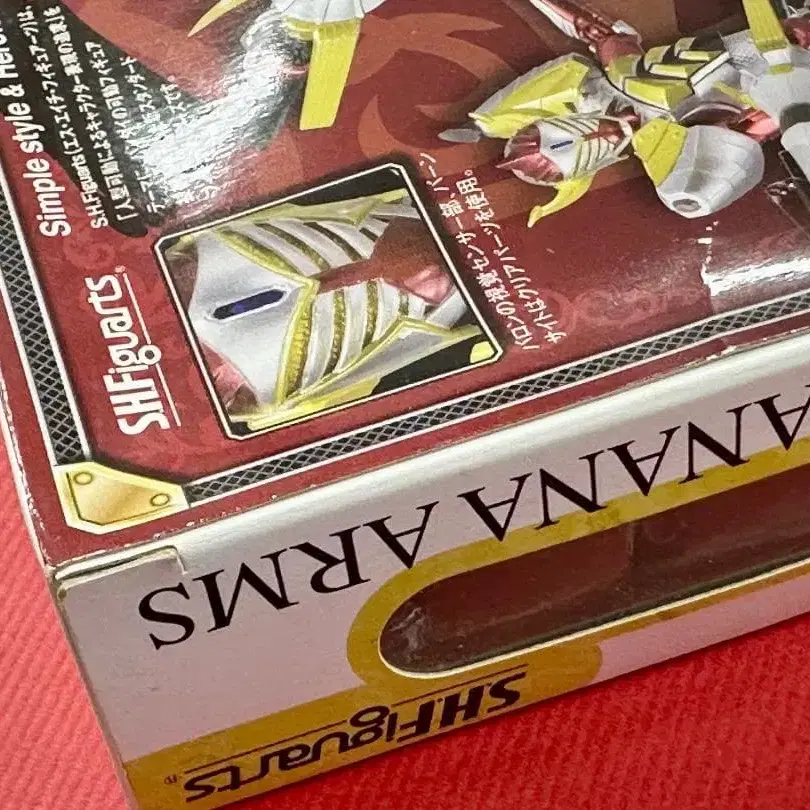 Simple style & Hero
S.H.Figuarts(エス・エイチ・フィギュアーツ)は、
「人型可動によるキャラクター表現の追求」を
S.H.Figuarts
バロンの視覚センサー部、パーン
サイドはクリアパーツを使用。
ANANA ARMS
S.H.Figuarts